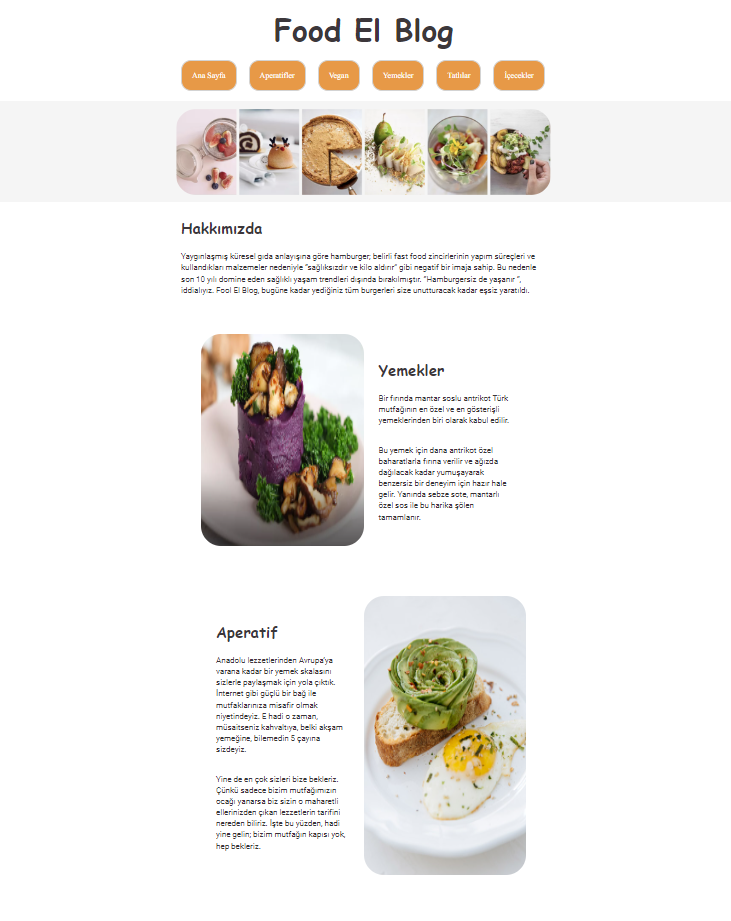 Food El Blog
Ana Sayfa
Aperatifler
Vegan
Yemekler
Tatlılar
İçecekler
Hakkımızda
Yaygınlaşmış küresel gıda anlayışına göre hamburger; belirli fast food zincirlerinin yapım süreçleri ve
kullandıkları malzemeler nedeniyle "sağlıksızdır ve kilo aldırır" gibi negatif bir imaja sahip. Bu nedenle
son 10 yılı domine eden sağlıklı yaşam trendleri dışında bırakılmıştır. "Hamburgersiz de yaşanır ",
iddialıyız. Fool El Blog, bugüne kadar yediğiniz tüm burgerleri size unutturacak kadar eşsiz yaratıldı.
Yemekler
Bir fırında mantar soslu antrikot Türk
mutfağının en özel ve en gösterişli
yemeklerinden biri olarak kabul edilir.
Bu yemek için dana antrikot özel
baharatlarla fırına verilir ve ağızda
dağılacak kadar yumuşayarak
benzersiz bir deneyim için hazır hale
gelir. Yanında sebze sote, mantarlı
özel sos ile bu harika şölen
tamamlanır.
Aperatif
Anadolu lezzetlerinden Avrupa'ya
varana kadar bir yemek skalasını
sizlerle paylaşmak için yola çıktık.
İnternet gibi güçlü bir bağ ile
mutfaklarınıza misafir olmak
niyetindeyiz. E hadi o zaman,
müsaitseniz kahvaltıya, belki akşam
yemeğine, bilemedin 5 çayına
sizdeyiz.
Yine de en çok sizleri bize bekleriz.
Çünkü sadece bizim mutfağımızın
ocağı yanarsa biz sizin o maharetli
ellerinizden çıkan lezzetlerin tarifini
nereden biliriz. İşte bu yüzden, hadi
yine gelin; bizim mutfağın kapısı yok,
hep bekleriz.